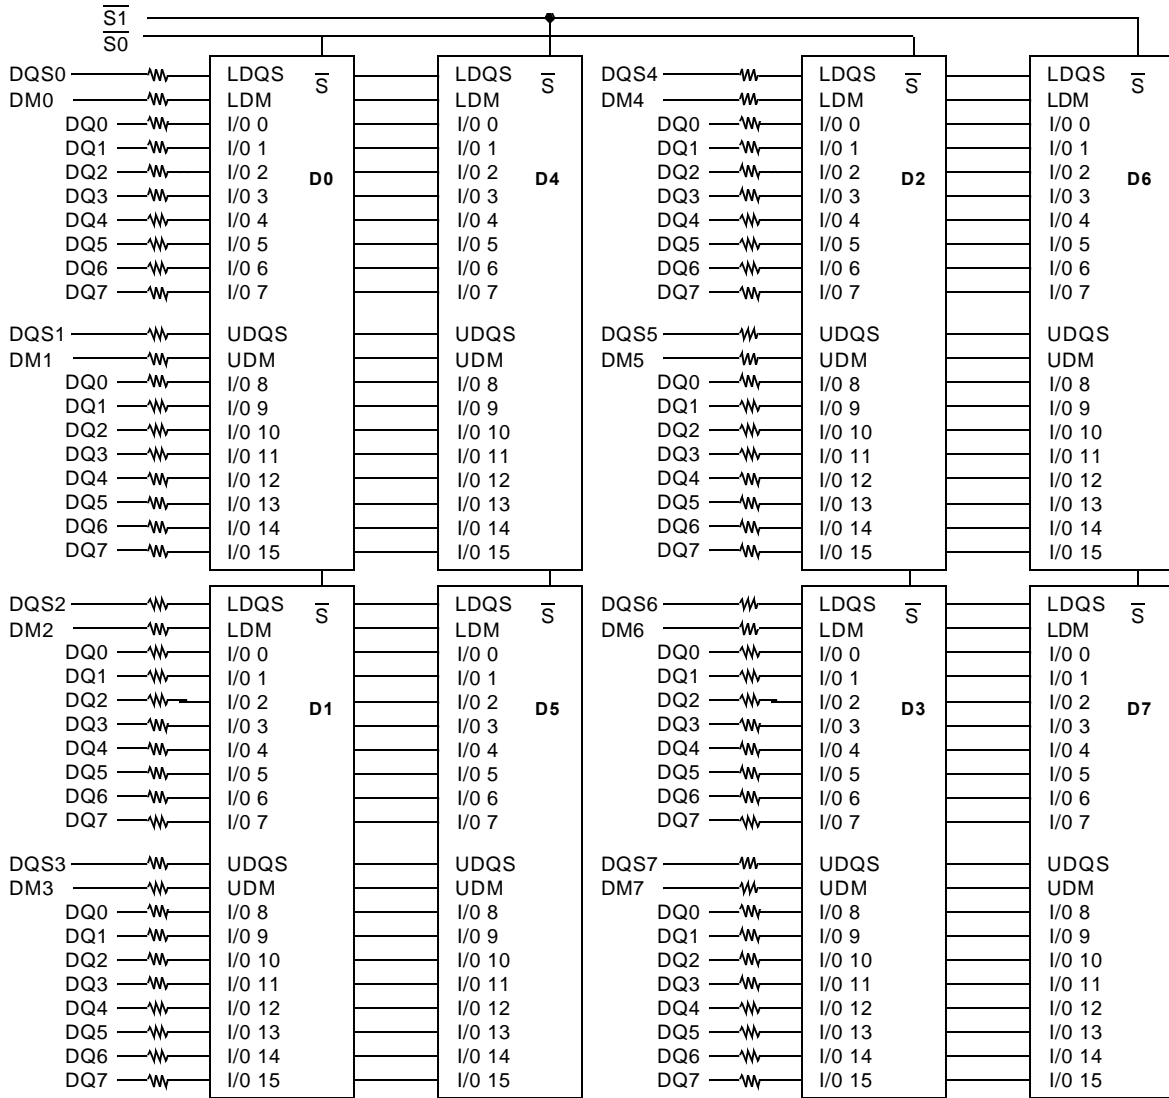 S1
S0
DQS0 LDQS S LDQS S DQS4 LDQS S LDQS S
DM0 LDM LDM DM4 LDM LDM
DQ0 I/0 0 I/0 0 DQ0 I/0 0 I/0 0
DQ1 I/0 1 I/0 1 DQ1 I/0 1 I/0 1
DQ2 I/0 2 D0 I/0 2 D4 DQ2 I/0 2 D2 I/0 2 D6
DQ3 I/0 3 I/0 3 DQ3 I/0 3 I/0 3
DQ4 I/0 4 I/0 4 DQ4 I/0 4 I/0 4
DQ5 I/0 5 I/0 5 DQ5 I/0 5 I/0 5
DQ6 I/0 6 I/0 6 DQ6 I/0 6 I/0 6
DQ7 I/0 7 I/0 7 DQ7 I/0 7 I/0 7
DQS1 UDQS UDQS DQS5 UDQS UDQS
DM1 UDM UDM DM5 UDM UDM
DQ0 I/0 8 I/0 8 DQ0 I/0 8 I/0 8
DQ1 I/0 9 I/0 9 DQ1 I/0 9 I/0 9
DQ2 I/0 10 I/0 10 DQ2 I/0 10 I/0 10
DQ3 I/0 11 I/0 11 DQ3 I/0 11 I/0 11
DQ4 I/0 12 I/0 12 DQ4 I/0 12 I/0 12
DQ5 I/0 13 I/0 13 DQ5 I/0 13 I/0 13
DQ6 I/0 14 I/0 14 DQ6 I/0 14 I/0 14
DQ7 I/0 15 I/0 15 DQ7 I/0 15 I/0 15
DQS2 LDQS S LDQS S DQS6 LDQS S LDQS S
DM2 LDM LDM DM6 LDM LDM
DQ0 I/0 0 I/0 0 DQ0 I/0 0 I/0 0
DQ1 I/0 1 I/0 1 DQ1 I/0 1 I/0 1
DQ2 I/0 2 D1 I/0 2 D5 DQ2 I/0 2 D3 I/0 2 D7
DQ3 I/0 3 I/0 3 DQ3 I/0 3 I/0 3
DQ4 I/0 4 I/0 4 DQ4 I/0 4 I/0 4
DQ5 I/0 5 I/0 5 DQ5 I/0 5 I/0 5
DQ6 I/0 6 I/0 6 DQ6 I/0 6 I/0 6
DQ7 I/0 7 I/0 7 DQ7 I/0 7 I/0 7
DQS3 UDQS UDQS DQS7 UDQS UDQS
DM3 UDM UDM DM7 UDM UDM
DQ0 I/0 8 I/0 8 DQ0 I/0 8 I/0 8
DQ1 I/0 9 I/0 9 DQ1 I/0 9 I/0 9
DQ2 I/0 10 I/0 10 DQ2 I/0 10 I/0 10
DQ3 I/0 11 I/0 11 DQ3 I/0 11 I/0 11
DQ4 I/0 12 I/0 12 DQ4 I/0 12 I/0 12
DQ5 I/0 13 I/0 13 DQ5 I/0 13 I/0 13
DQ6 I/0 14 I/0 14 DQ6 I/0 14 I/0 14
DQ7 I/0 15 I/0 15 DQ7 I/0 15 I/0 15